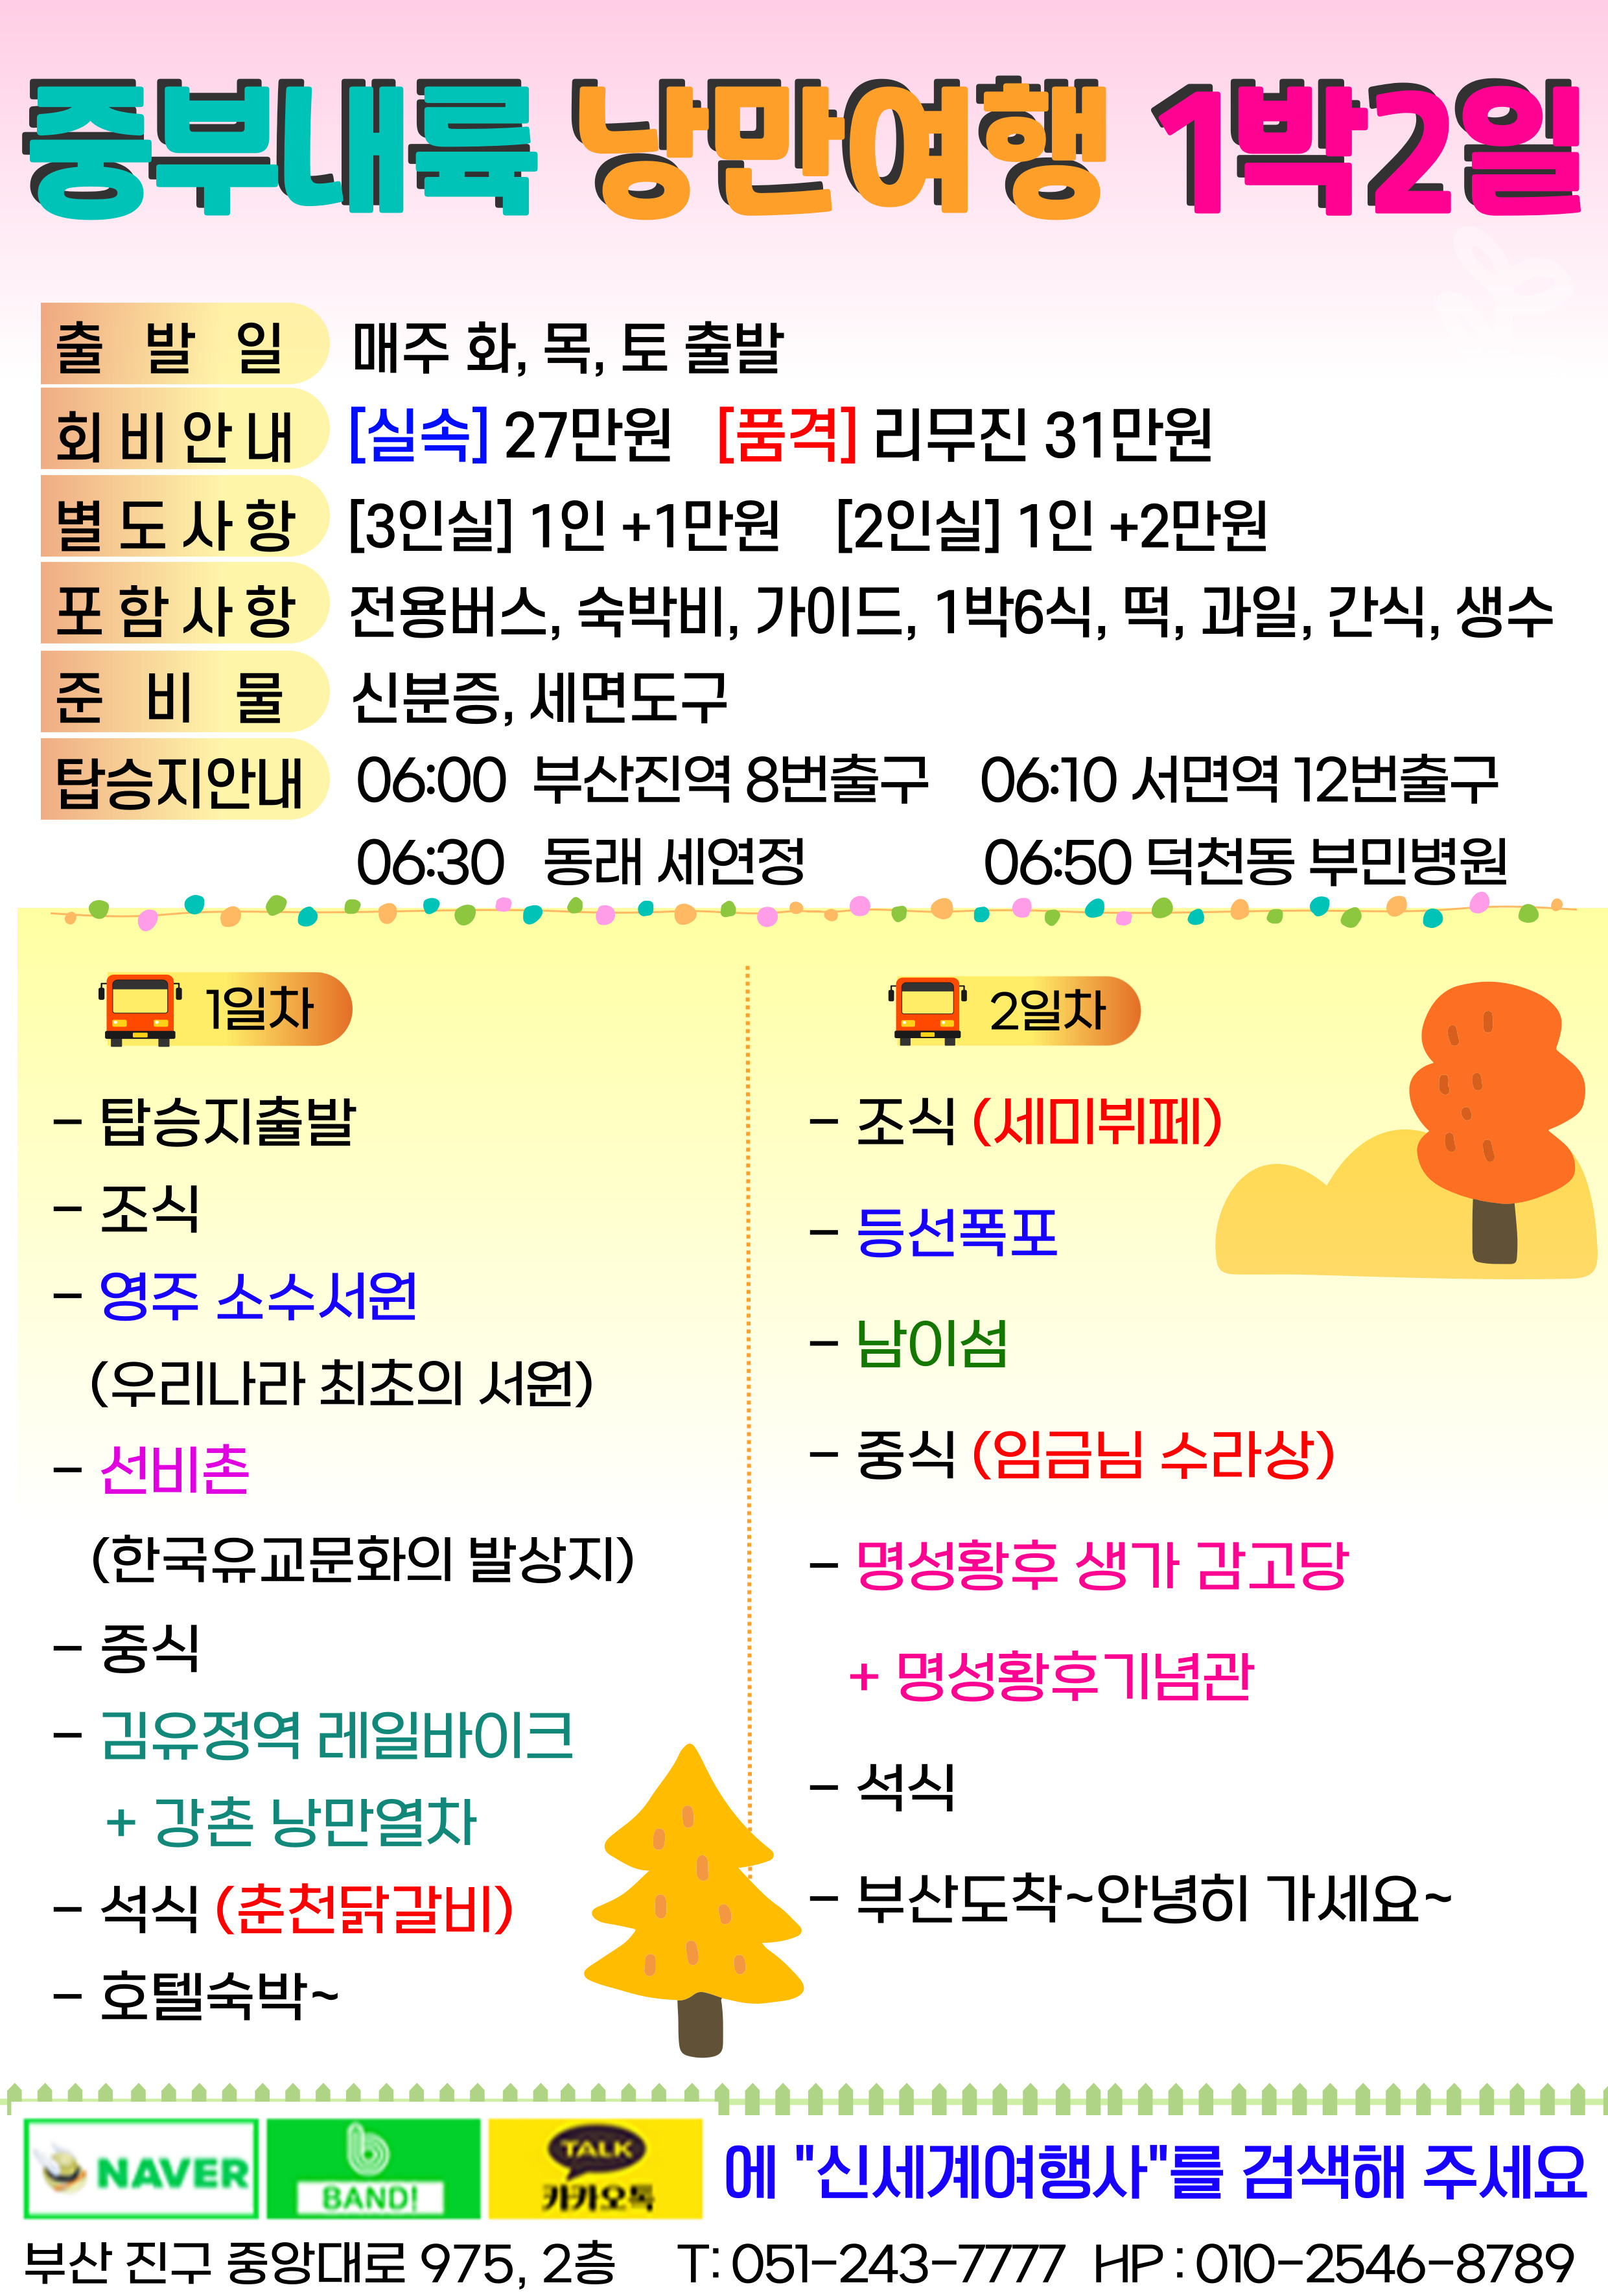 중부내륙 낭만여행 1박2일
출 발 일 매주 화, 목, 토 출발
회비안내 [실속] 27만원 [품격] 리무진 31만원
별도사항 [3인실] 1인 +1만원 [2인실] 1인 +2만원
포함사항 전용버스, 숙박비, 가이드, 1박6식, 떡, 과일, 간식, 생수
준 비 물 신분증, 세면도구
탑승지안내 06:00 부산진역 8번출구 06:10 서면역 12번출구
06:30 동래 세연정 06:50 덕천동 부민병원
1일차
- 탑승지출발
- 조식
- 영주 소수서원
(우리나라 최초의 서원)
- 선비촌
(한국유교문화의 발상지)
- 중식
- 김유정역 레일바이크
+ 강촌 낭만열차
- 석식 (춘천닭갈비)
- 호텔숙박~
2일차
- 조식 (세미뷔페)
- 등선폭포
- 남이섬
- 중식 (임금님 수라상)
- 명성황후 생가 감고당
+ 명성황후기념관
- 석식
- 부산도착~안녕히 가세요~
NAVER BAND! TALK 카카오톡 에 "신세계여행사"를 검색해 주세요
부산 진구 중앙대로 975, 2층 T: 051-243-7777 HP : 010-2546-8789